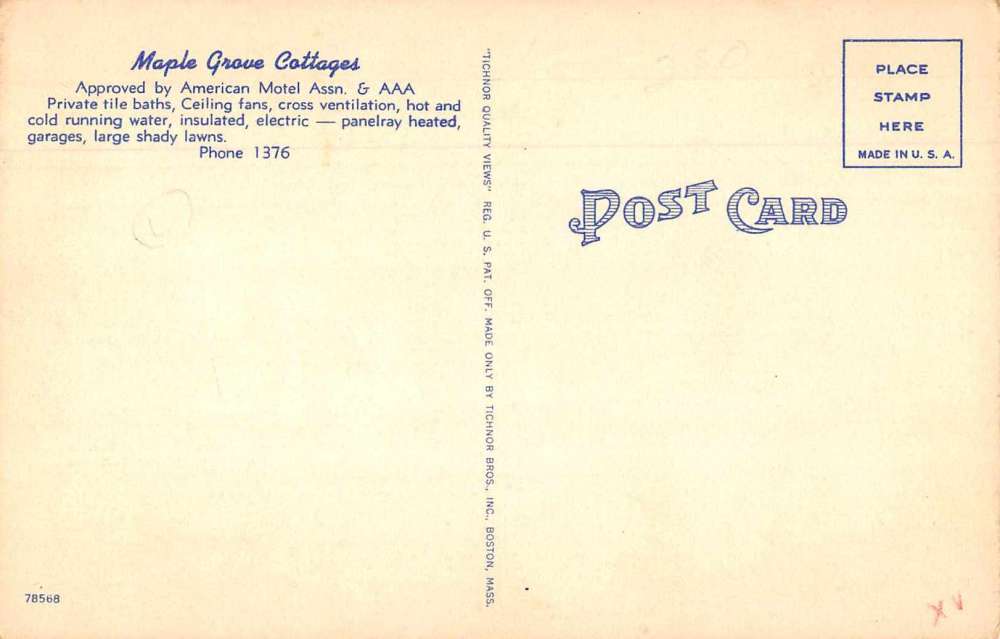 Maple Grove Cottages
Approved by American Motel Assn. & AAA
Private tile baths, Ceiling fans, cross ventilation, hot and
cold running water, insulated, electric — panelray heated,
garages, large shady lawns.
Phone 1376
"TICHNOR QUALITY VIEWS" REG. U. S. PAT. OFF. MADE ONLY BY TICHNOR BROS., INC., BOSTON, MASS.
PLACE
STAMP
HERE
MADE IN U. S. A.
POST CARD
78568
XV